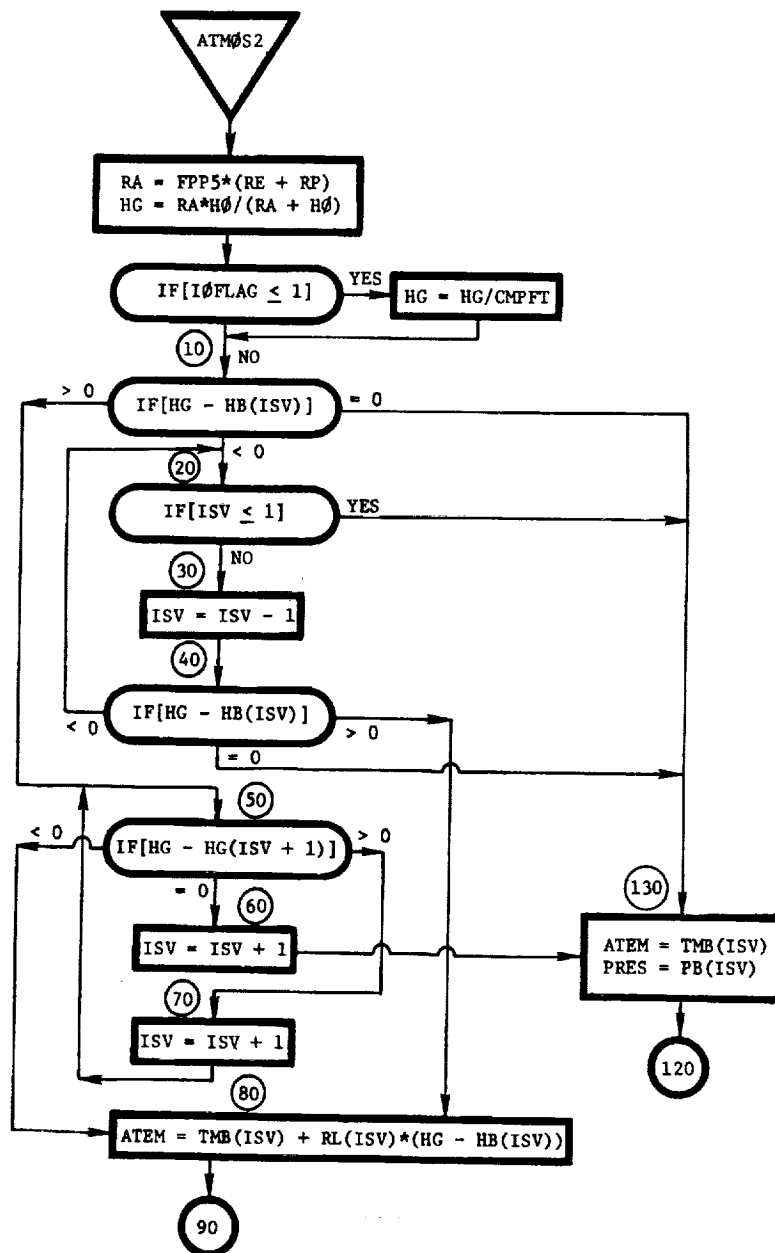 ATMØS2
RA = FPP5*(RE + RP)
HG = RA*HØ/(RA + HØ)
IF[IØFLAG ≤ 1]
YES
HG = HG/CMPFT
10
NO
> 0
IF[HG - HB(ISV)]
= 0
< 0
20
IF[ISV ≤ 1]
YES
NO
30
ISV = ISV - 1
40
IF[HG - HB(ISV)]
< 0
> 0
= 0
50
< 0
IF[HG - HG(ISV + 1)]
> 0
= 0
60
ISV = ISV + 1
130
ATEM = TMB(ISV)
PRES = PB(ISV)
70
ISV = ISV + 1
120
80
ATEM = TMB(ISV) + RL(ISV)*(HG - HB(ISV))
90